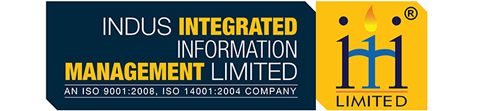 INDUS INTEGRATED
INFORMATION
MANAGEMENT LIMITED
AN ISO 9001:2008, ISO 14001:2004 COMPANY
®
LIMITED